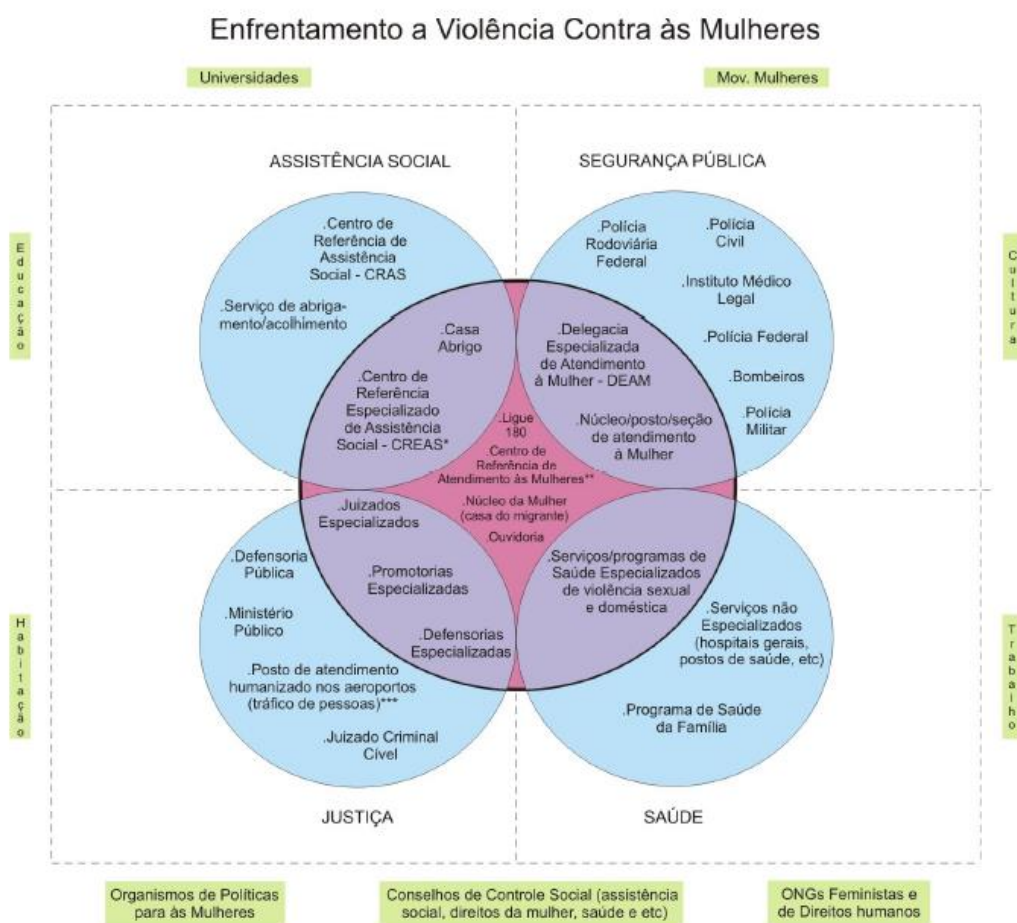 Enfrentamento a Violência Contra às Mulheres
Universidades
Mov. Mulheres
ASSISTÊNCIA SOCIAL
SEGURANÇA PÚBLICA
Educação
Cultura
.Centro de
Referência de
Assistência
Social - CRAS
.Serviço de abriga-
mento/acolhimento
.Casa
Abrigo
.Centro de
Referência
Especializado
de Assistência
Social - CREAS*
.Polícia
Rodoviária
Federal
.Polícia
Civil
.Instituto Médico
Legal
.Polícia Federal
.Bombeiros
.Polícia
Militar
.Delegacia
Especializada
de Atendimento
à Mulher - DEAM
.Núcleo/posto/seção
de atendimento
à Mulher
.Ligue
180
.Centro de
Referência de
Atendimento às Mulheres**
.Núcleo da Mulher
(casa do migrante)
.Ouvidoria
.Juizados
Especializados
.Promotorias
Especializadas
.Defensorias
Especializadas
.Defensoria
Pública
.Ministério
Público
.Posto de atendimento
humanizado nos aeroportos
(tráfico de pessoas)***
.Juizado Criminal
Cível
.Serviços/programas de
Saúde Especializados
de violência sexual
e doméstica
.Serviços não
Especializados
(hospitais gerais,
postos de saúde, etc)
.Programa de Saúde
da Família
Habitação
Trabalho
JUSTIÇA
SAÚDE
Organismos de Políticas
para às Mulheres
Conselhos de Controle Social (assistência
social, direitos da mulher, saúde e etc)
ONGs Feministas e
de Direitos humanos